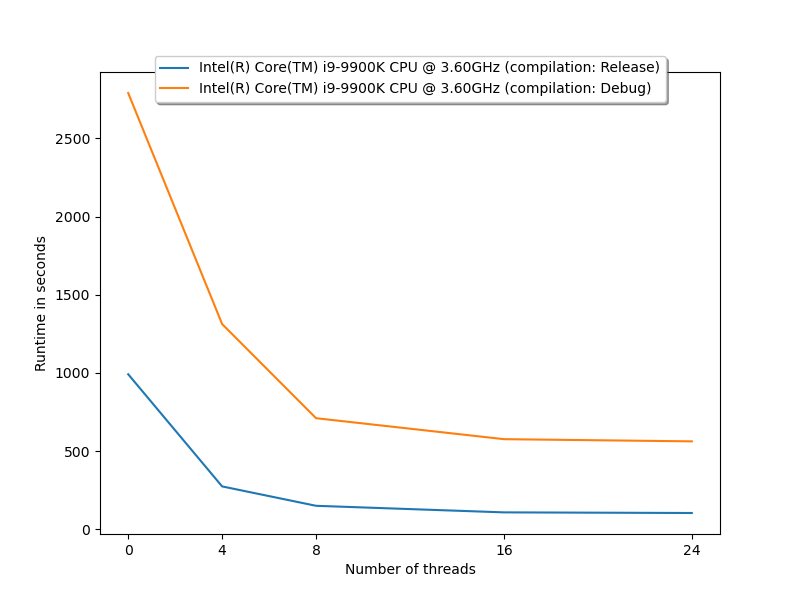 Intel(R) Core(TM) i9-9900K CPU @ 3.60GHz (compilation: Release)
Intel(R) Core(TM) i9-9900K CPU @ 3.60GHz (compilation: Debug)
2500
2000
1500
1000
500
0
Runtime in seconds
0 4 8 16 24
Number of threads